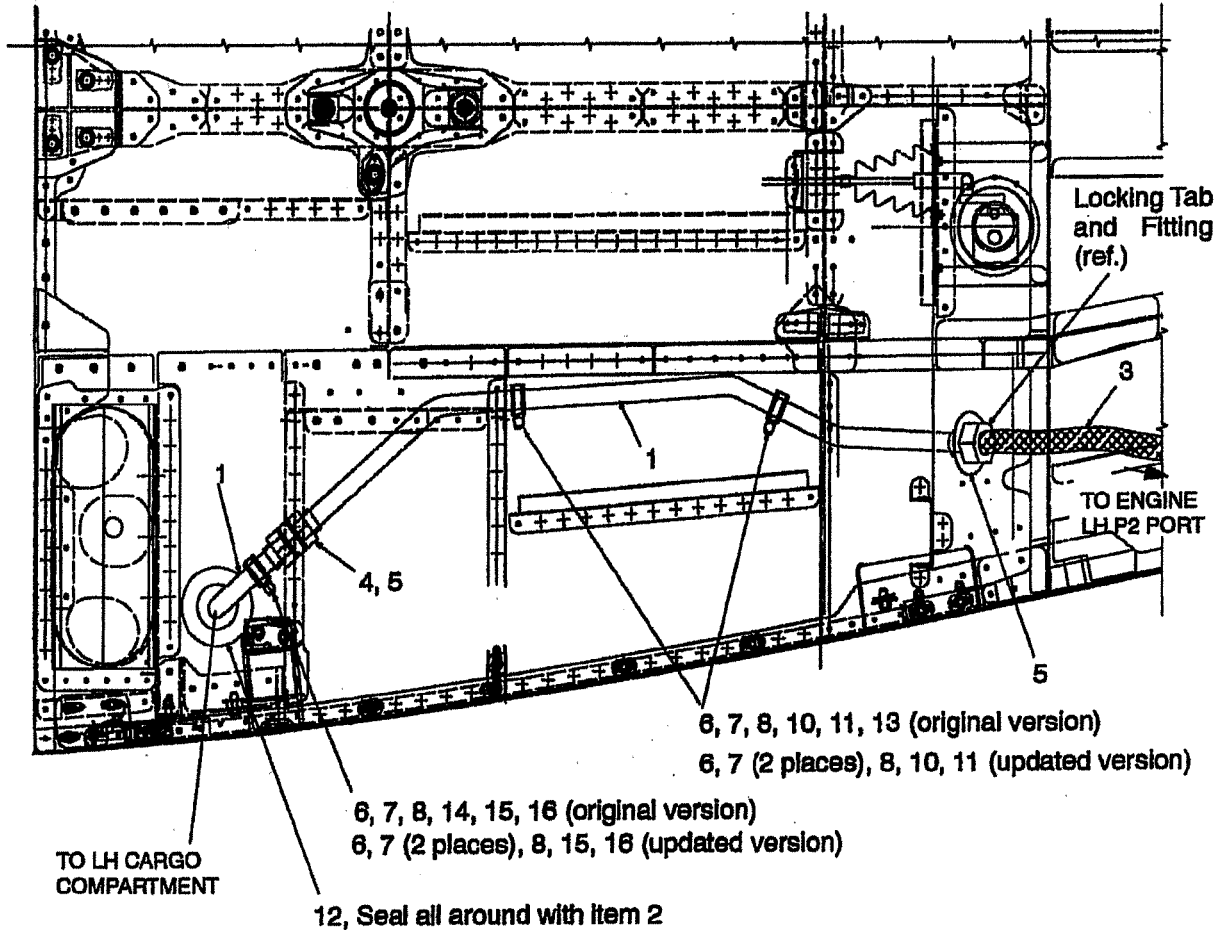 Locking Tab
and Fitting
(ref.)
3
1
1
TO ENGINE
LH P2 PORT
4, 5
5
6, 7, 8, 10, 11, 13 (original version)
6, 7 (2 places), 8, 10, 11 (updated version)
6, 7, 8, 14, 15, 16 (original version)
6, 7 (2 places), 8, 15, 16 (updated version)
TO LH CARGO
COMPARTMENT
12, Seal all around with item 2